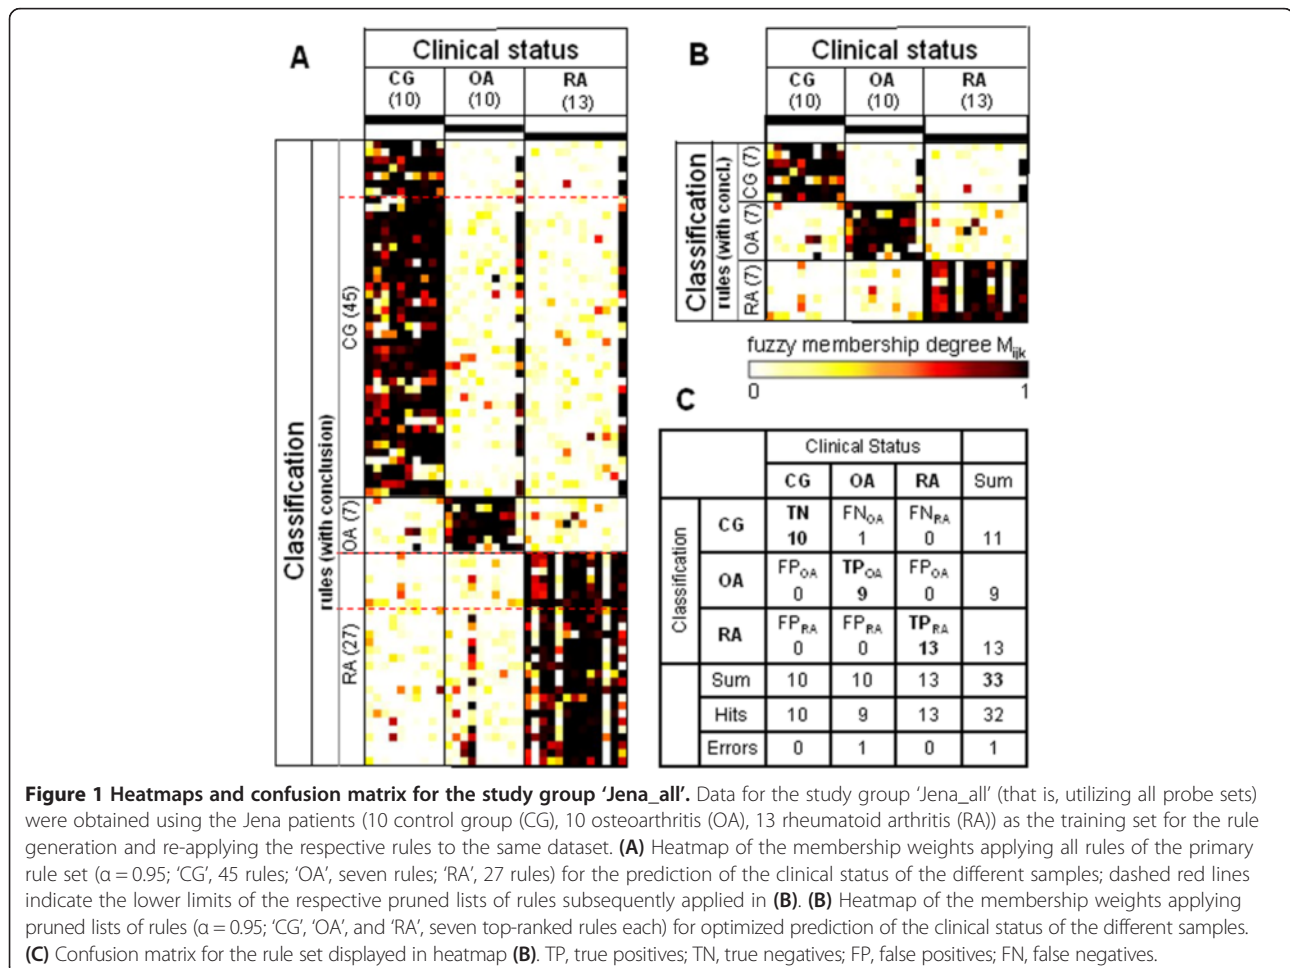 A
Clinical status
CG
(10)
OA
(10)
RA
(13)
Classification
rules (with conclusion)
CG (45)
OA (7)
RA (27)
B
Clinical status
CG
(10)
OA
(10)
RA
(13)
Classification
rules (with concl.)
CG (7)
OA (7)
RA (7)
fuzzy membership degree Mijk
0 1
C
Clinical Status
CG OA RA Sum
Classification
CG TN 10 FNOA 1 FNRA 0 11
OA FPOA 0 TPOA 9 FPOA 0 9
RA FPRA 0 FPRA 0 TPRA 13 13
Sum 10 10 13 33
Hits 10 9 13 32
Errors 0 1 0 1
Figure 1 Heatmaps and confusion matrix for the study group ‘Jena_all’. Data for the study group ‘Jena_all’ (that is, utilizing all probe sets)
were obtained using the Jena patients (10 control group (CG), 10 osteoarthritis (OA), 13 rheumatoid arthritis (RA)) as the training set for the rule
generation and re-applying the respective rules to the same dataset. (A) Heatmap of the membership weights applying all rules of the primary
rule set (α = 0.95; ‘CG’, 45 rules; ‘OA’, seven rules; ‘RA’, 27 rules) for the prediction of the clinical status of the different samples; dashed red lines
indicate the lower limits of the respective pruned lists of rules subsequently applied in (B). (B) Heatmap of the membership weights applying
pruned lists of rules (α = 0.95; ‘CG’, ‘OA’, and ‘RA’, seven top-ranked rules each) for optimized prediction of the clinical status of the different samples.
(C) Confusion matrix for the rule set displayed in heatmap (B). TP, true positives; TN, true negatives; FP, false positives; FN, false negatives.